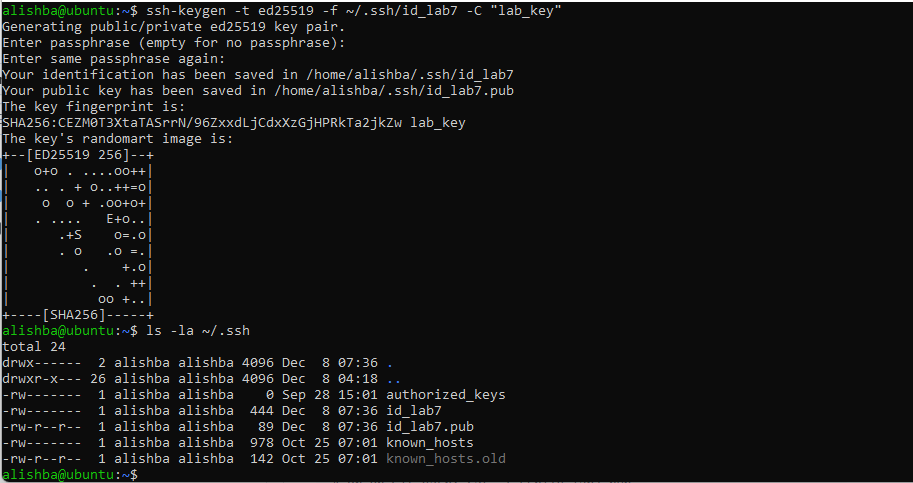 alishba@ubuntu:~$ ssh-keygen -t ed25519 -f ~/.ssh/id_lab7 -C "lab_key"
Generating public/private ed25519 key pair.
Enter passphrase (empty for no passphrase):
Enter same passphrase again:
Your identification has been saved in /home/alishba/.ssh/id_lab7
Your public key has been saved in /home/alishba/.ssh/id_lab7.pub
The key fingerprint is:
SHA256:CEZM0T3XtaTASrrN/96ZxxdLjCdxXzGjHPRkTa2jkZw lab_key
The key's randomart image is:
+--[ED25519 256]--+
|   o+o . ....oo++|
|   .. . + o..++=o|
|    o  o + .oo+o+|
|   . ....   E+o..|
|      .+S    o=.o|
|      . o   .o =.|
|         .    +.o|
|          .  . ++|
|           oo +..|
+----[SHA256]-----+
alishba@ubuntu:~$ ls -la ~/.ssh
total 24
drwx------  2 alishba alishba 4096 Dec  8 07:36 .
drwxr-x--- 26 alishba alishba 4096 Dec  8 04:18 ..
-rw-------  1 alishba alishba    0 Sep 28 15:01 authorized_keys
-rw-------  1 alishba alishba  444 Dec  8 07:36 id_lab7
-rw-r--r--  1 alishba alishba   89 Dec  8 07:36 id_lab7.pub
-rw-------  1 alishba alishba  978 Oct 25 07:01 known_hosts
-rw-r--r--  1 alishba alishba  142 Oct 25 07:01 known_hosts.old
alishba@ubuntu:~$